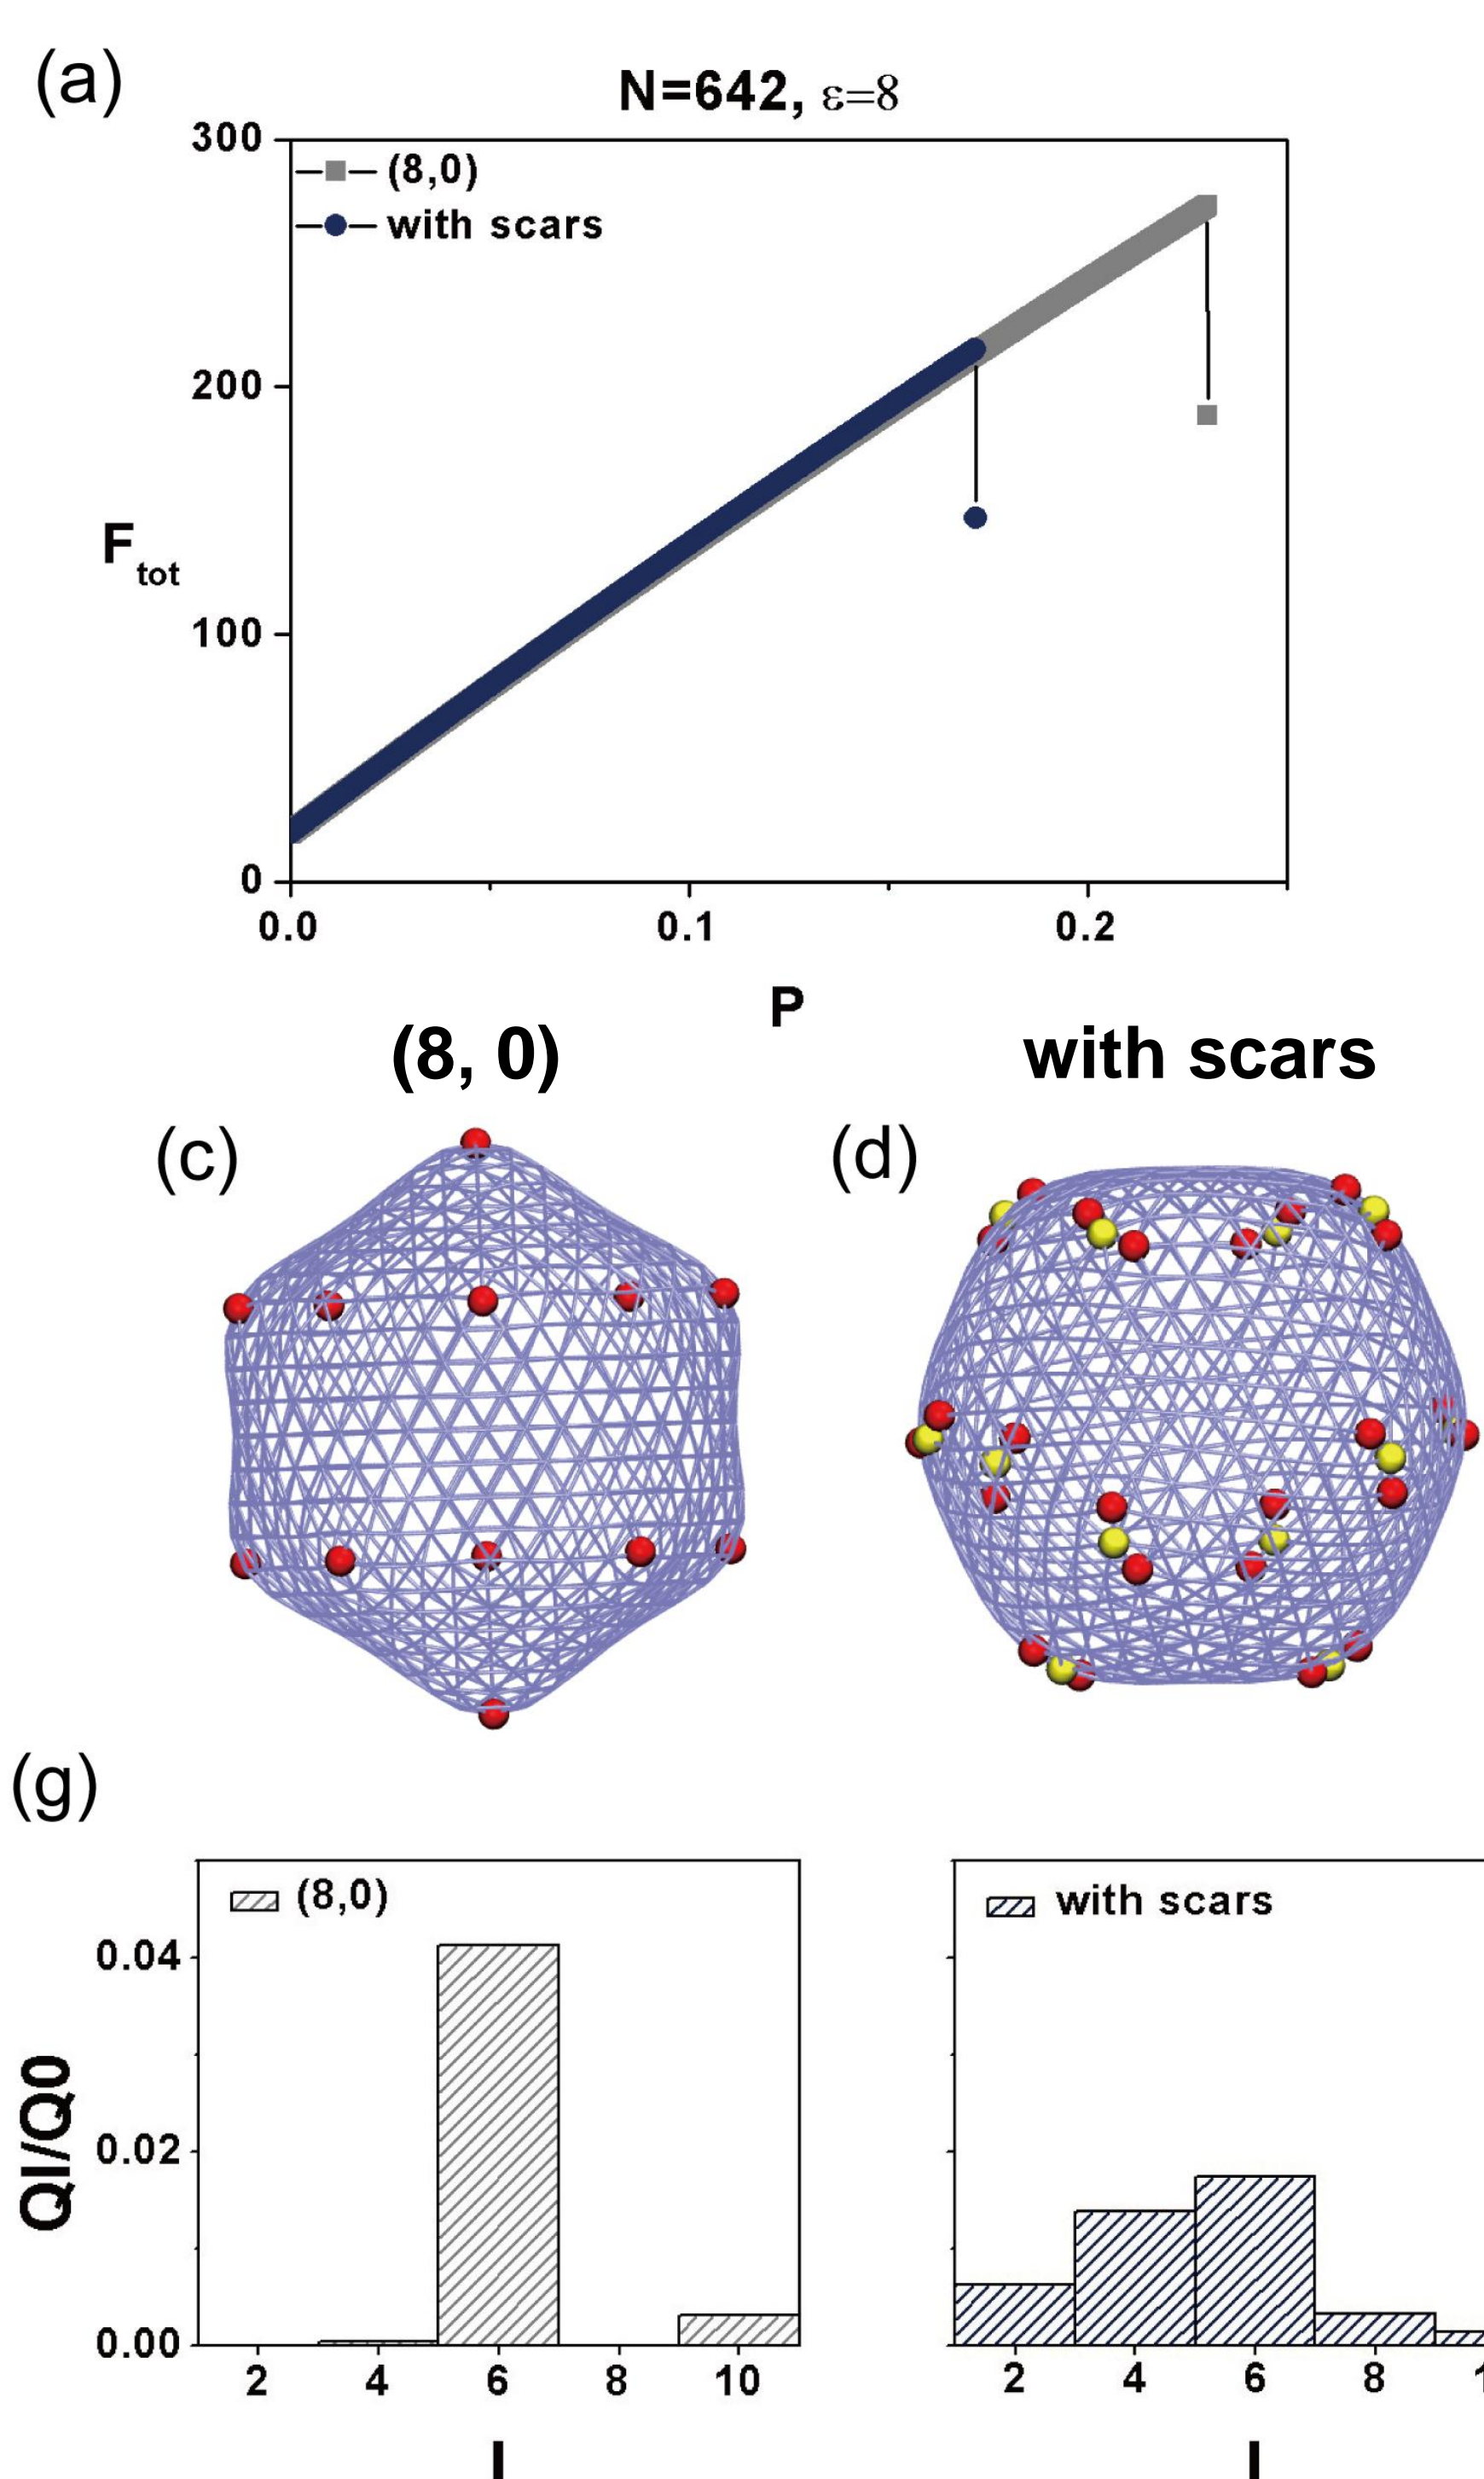 (a)
N=642, ε=8
300
(8,0)
with scars
200
F tot
100
0
0.0 0.1 0.2
P
(8, 0) with scars
(c) (d)
(g)
(8,0) with scars
0.04
0.02
QI/Q0
0.00
2 4 6 8 10 2 4 6 8
I I